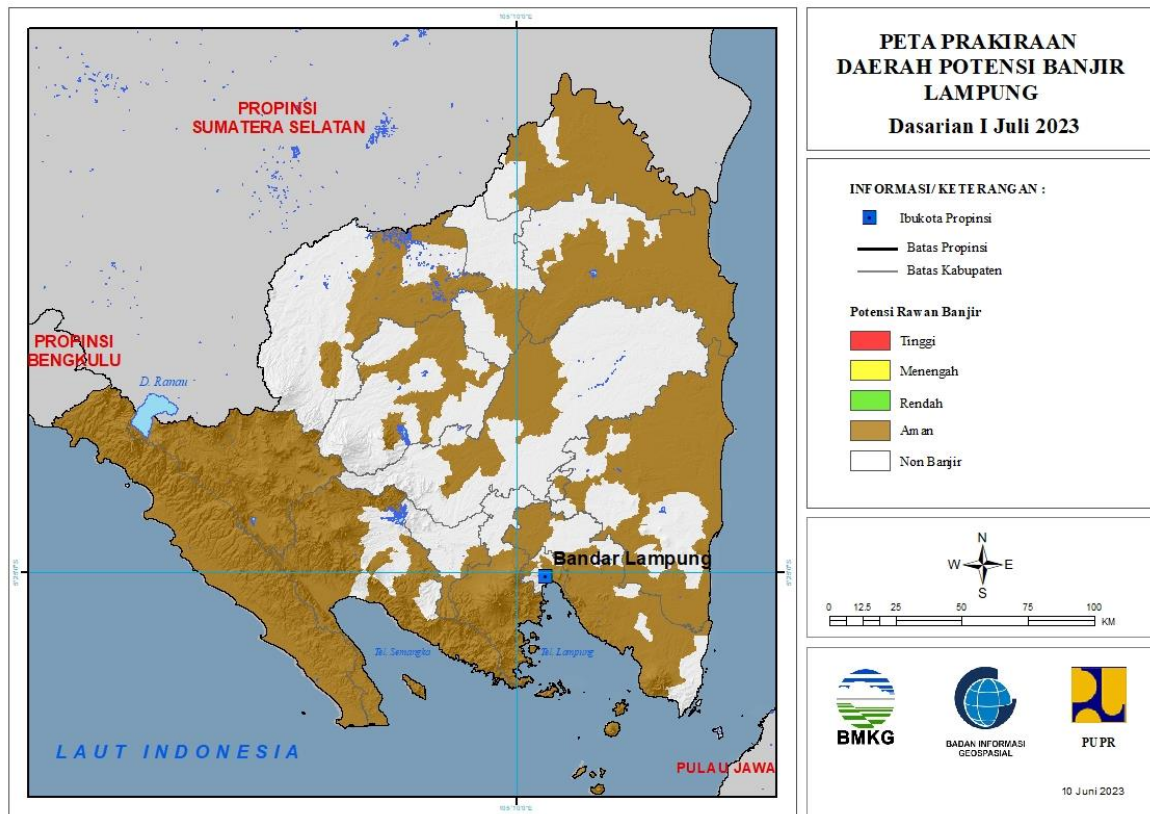 PETA PRAKIRAAN
DAERAH POTENSI BANJIR
LAMPUNG
Dasarian I Juli 2023
INFORMASI/ KETERANGAN :
Ibukota Propinsi
Batas Propinsi
Batas Kabupaten
Potensi Rawan Banjir
Tinggi
Menengah
Rendah
Aman
Non Banjir
N
W E
S
0 12.5 25 50 75 100
KM
BMKG
BADAN INFORMASI
GEOSPASIAL
PUPR
10 Juni 2023
PROPINSI
SUMATERA SELATAN
PROPINSI
BENGKULU
D. Ranau
Bandar Lampung
Tel. Semangka
Tel. Lampung
LAUT INDONESIA
PULAU JAWA